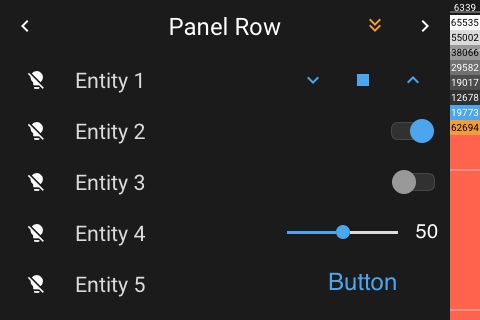 Panel Row
Entity 1
Entity 2
Entity 3
Entity 4 50
Entity 5 Button
6339
65535
55002
38066
29582
19017
12678
19773
62694